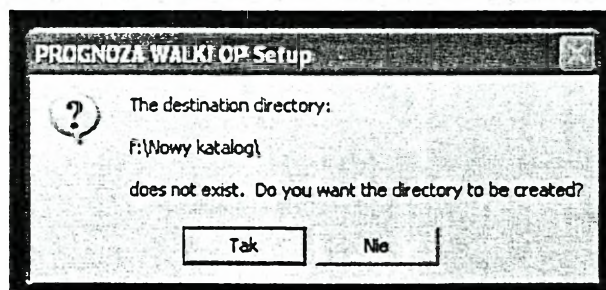 PROGNOZA WALKI OP Setup
The destination directory:
F:\Nowy katalog\
does not exist. Do you want the directory to be created?
Tak
Nie